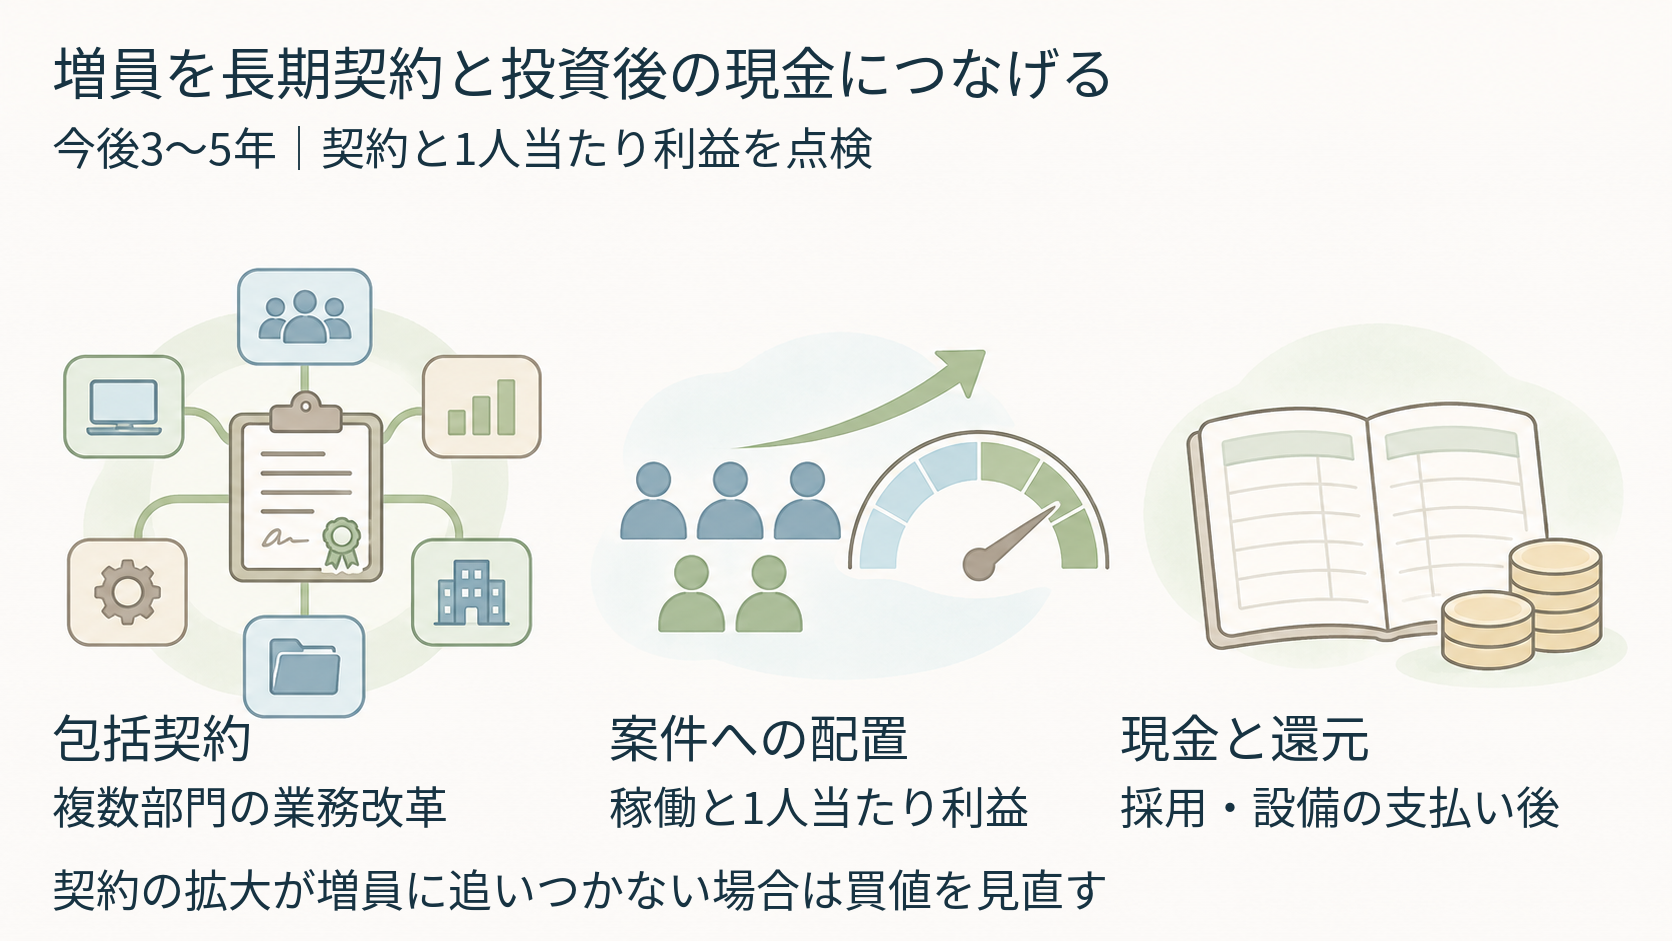 増員を長期契約と投資後の現金につなげる
今後3〜5年｜契約と1人当たり利益を点検
包括契約
複数部門の業務改革
案件への配置
稼働と1人当たり利益
現金と還元
採用・設備の支払い後
契約の拡大が増員に追いつかない場合は買値を見直す